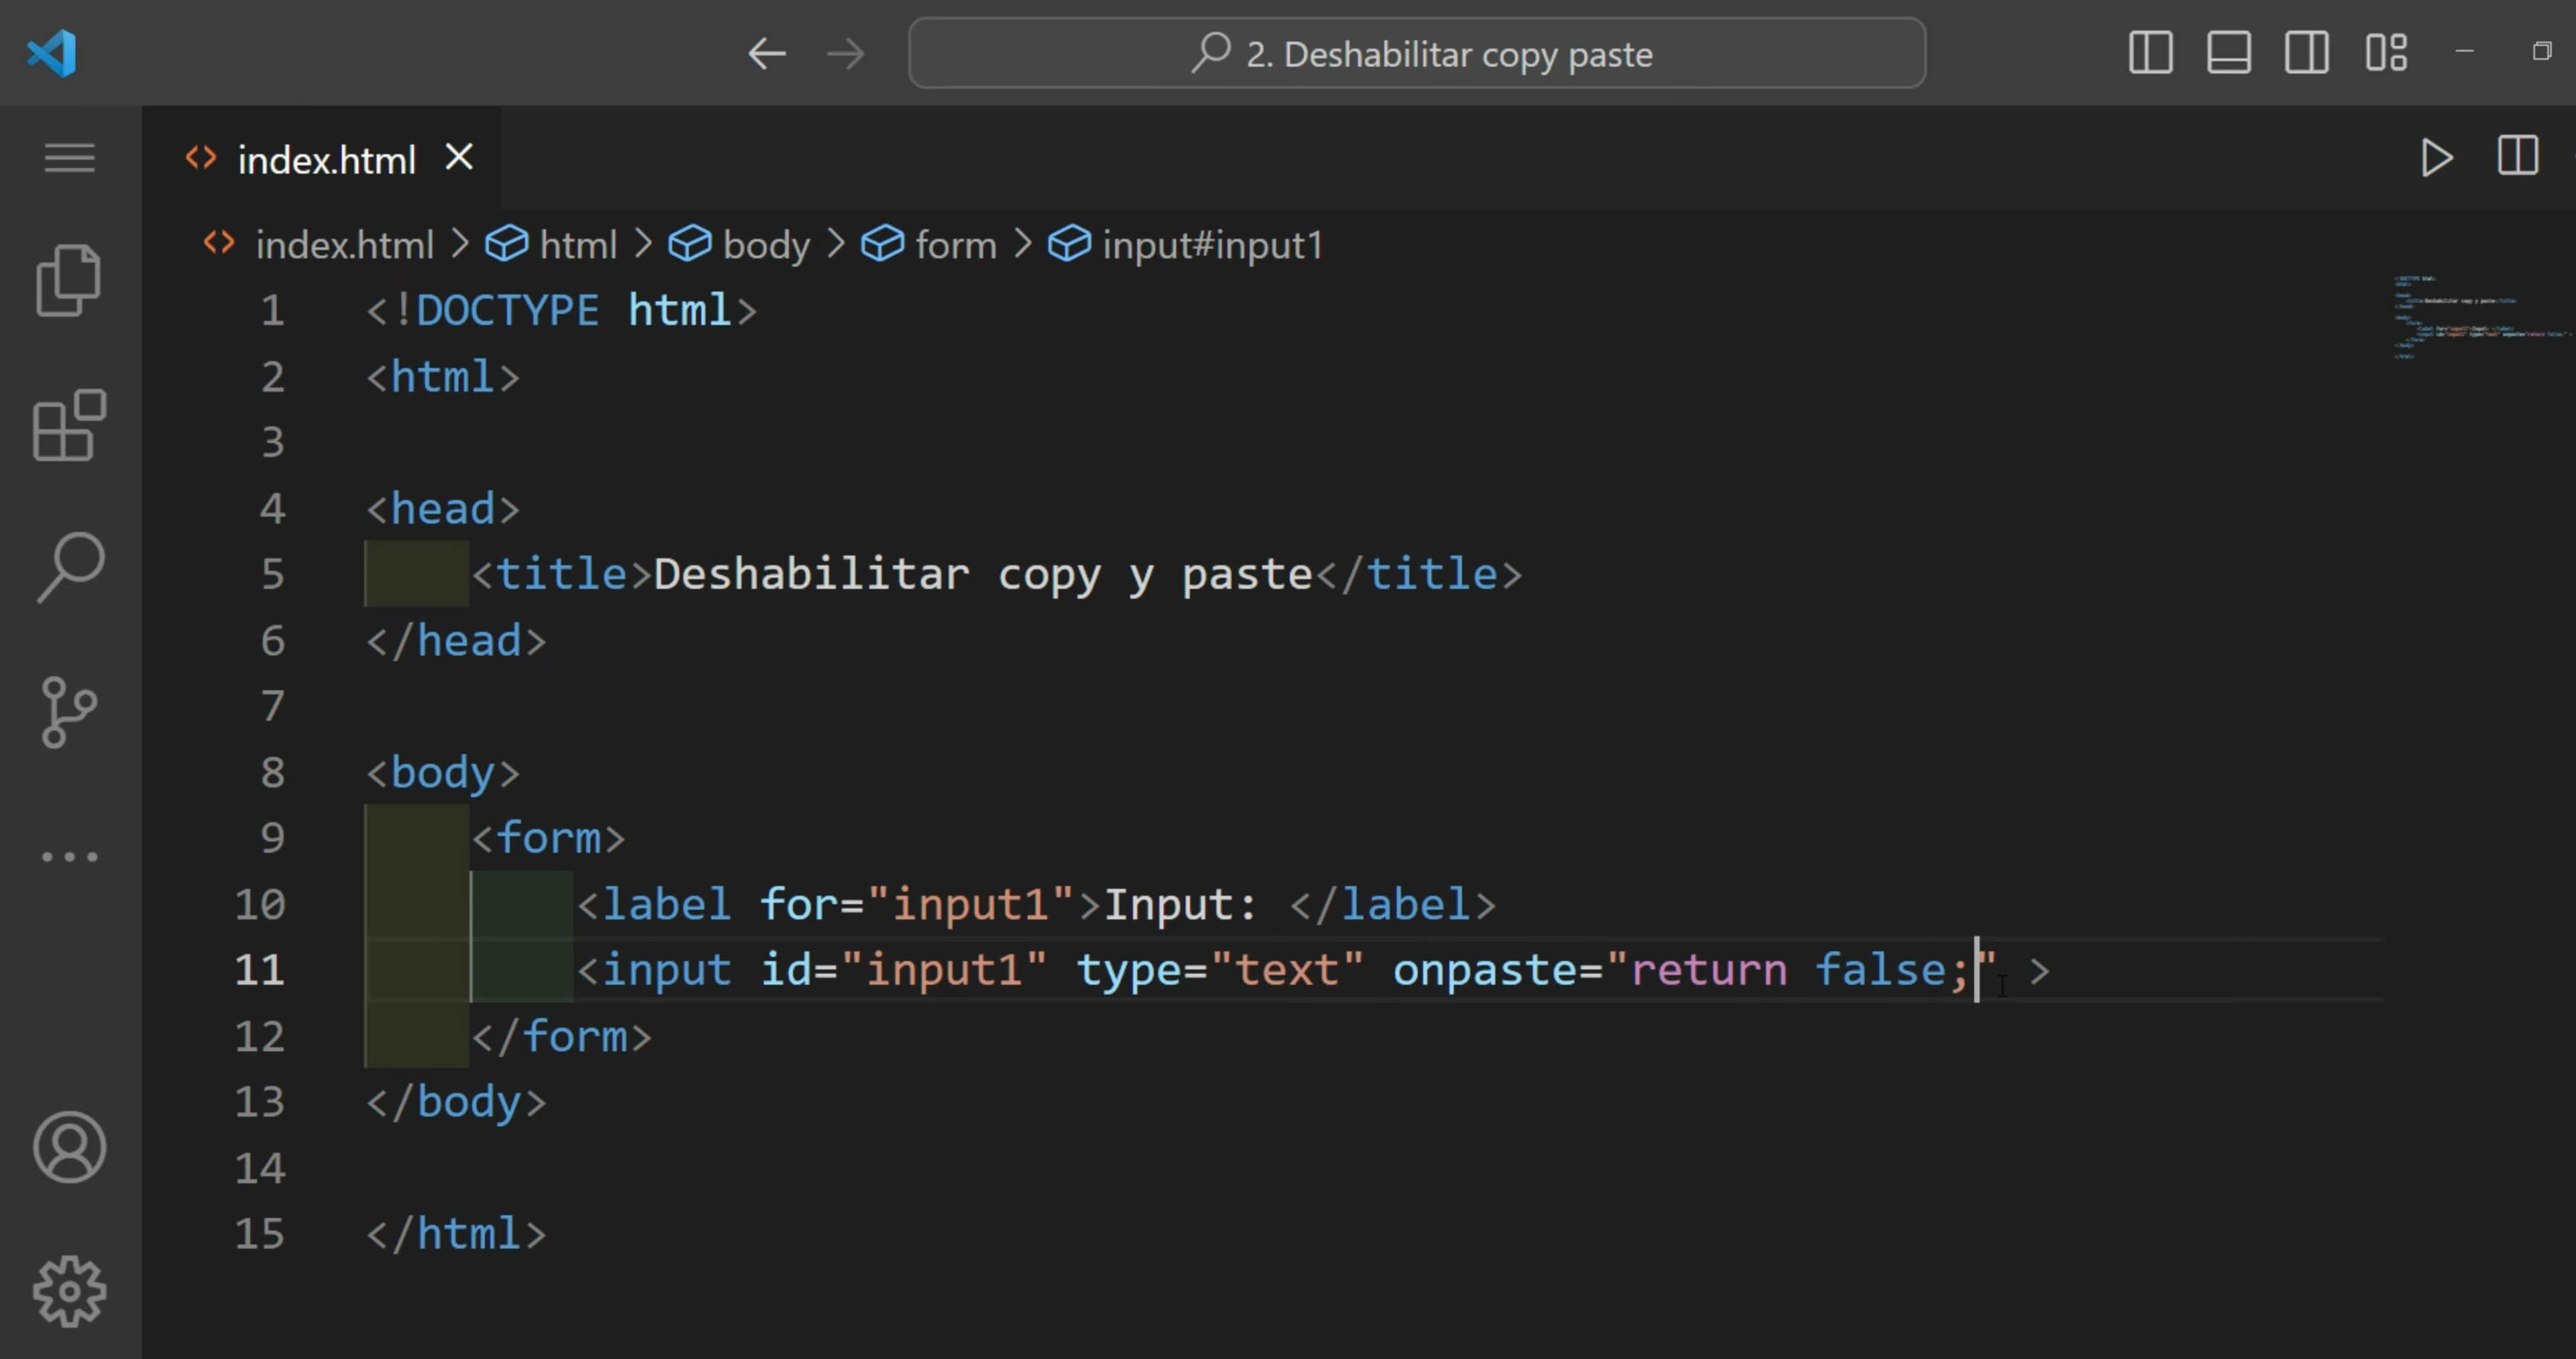 2. Deshabilitar copy paste
index.html
index.html > html > body > form > input#input1
1 <!DOCTYPE html>
2 <html>
3
4 <head>
5 <title>Deshabilitar copy y paste</title>
6 </head>
7
8 <body>
9 <form>
10 <label for="input1">Input: </label>
11 <input id="input1" type="text" onpaste="return false;" >
12 </form>
13 </body>
14
15 </html>